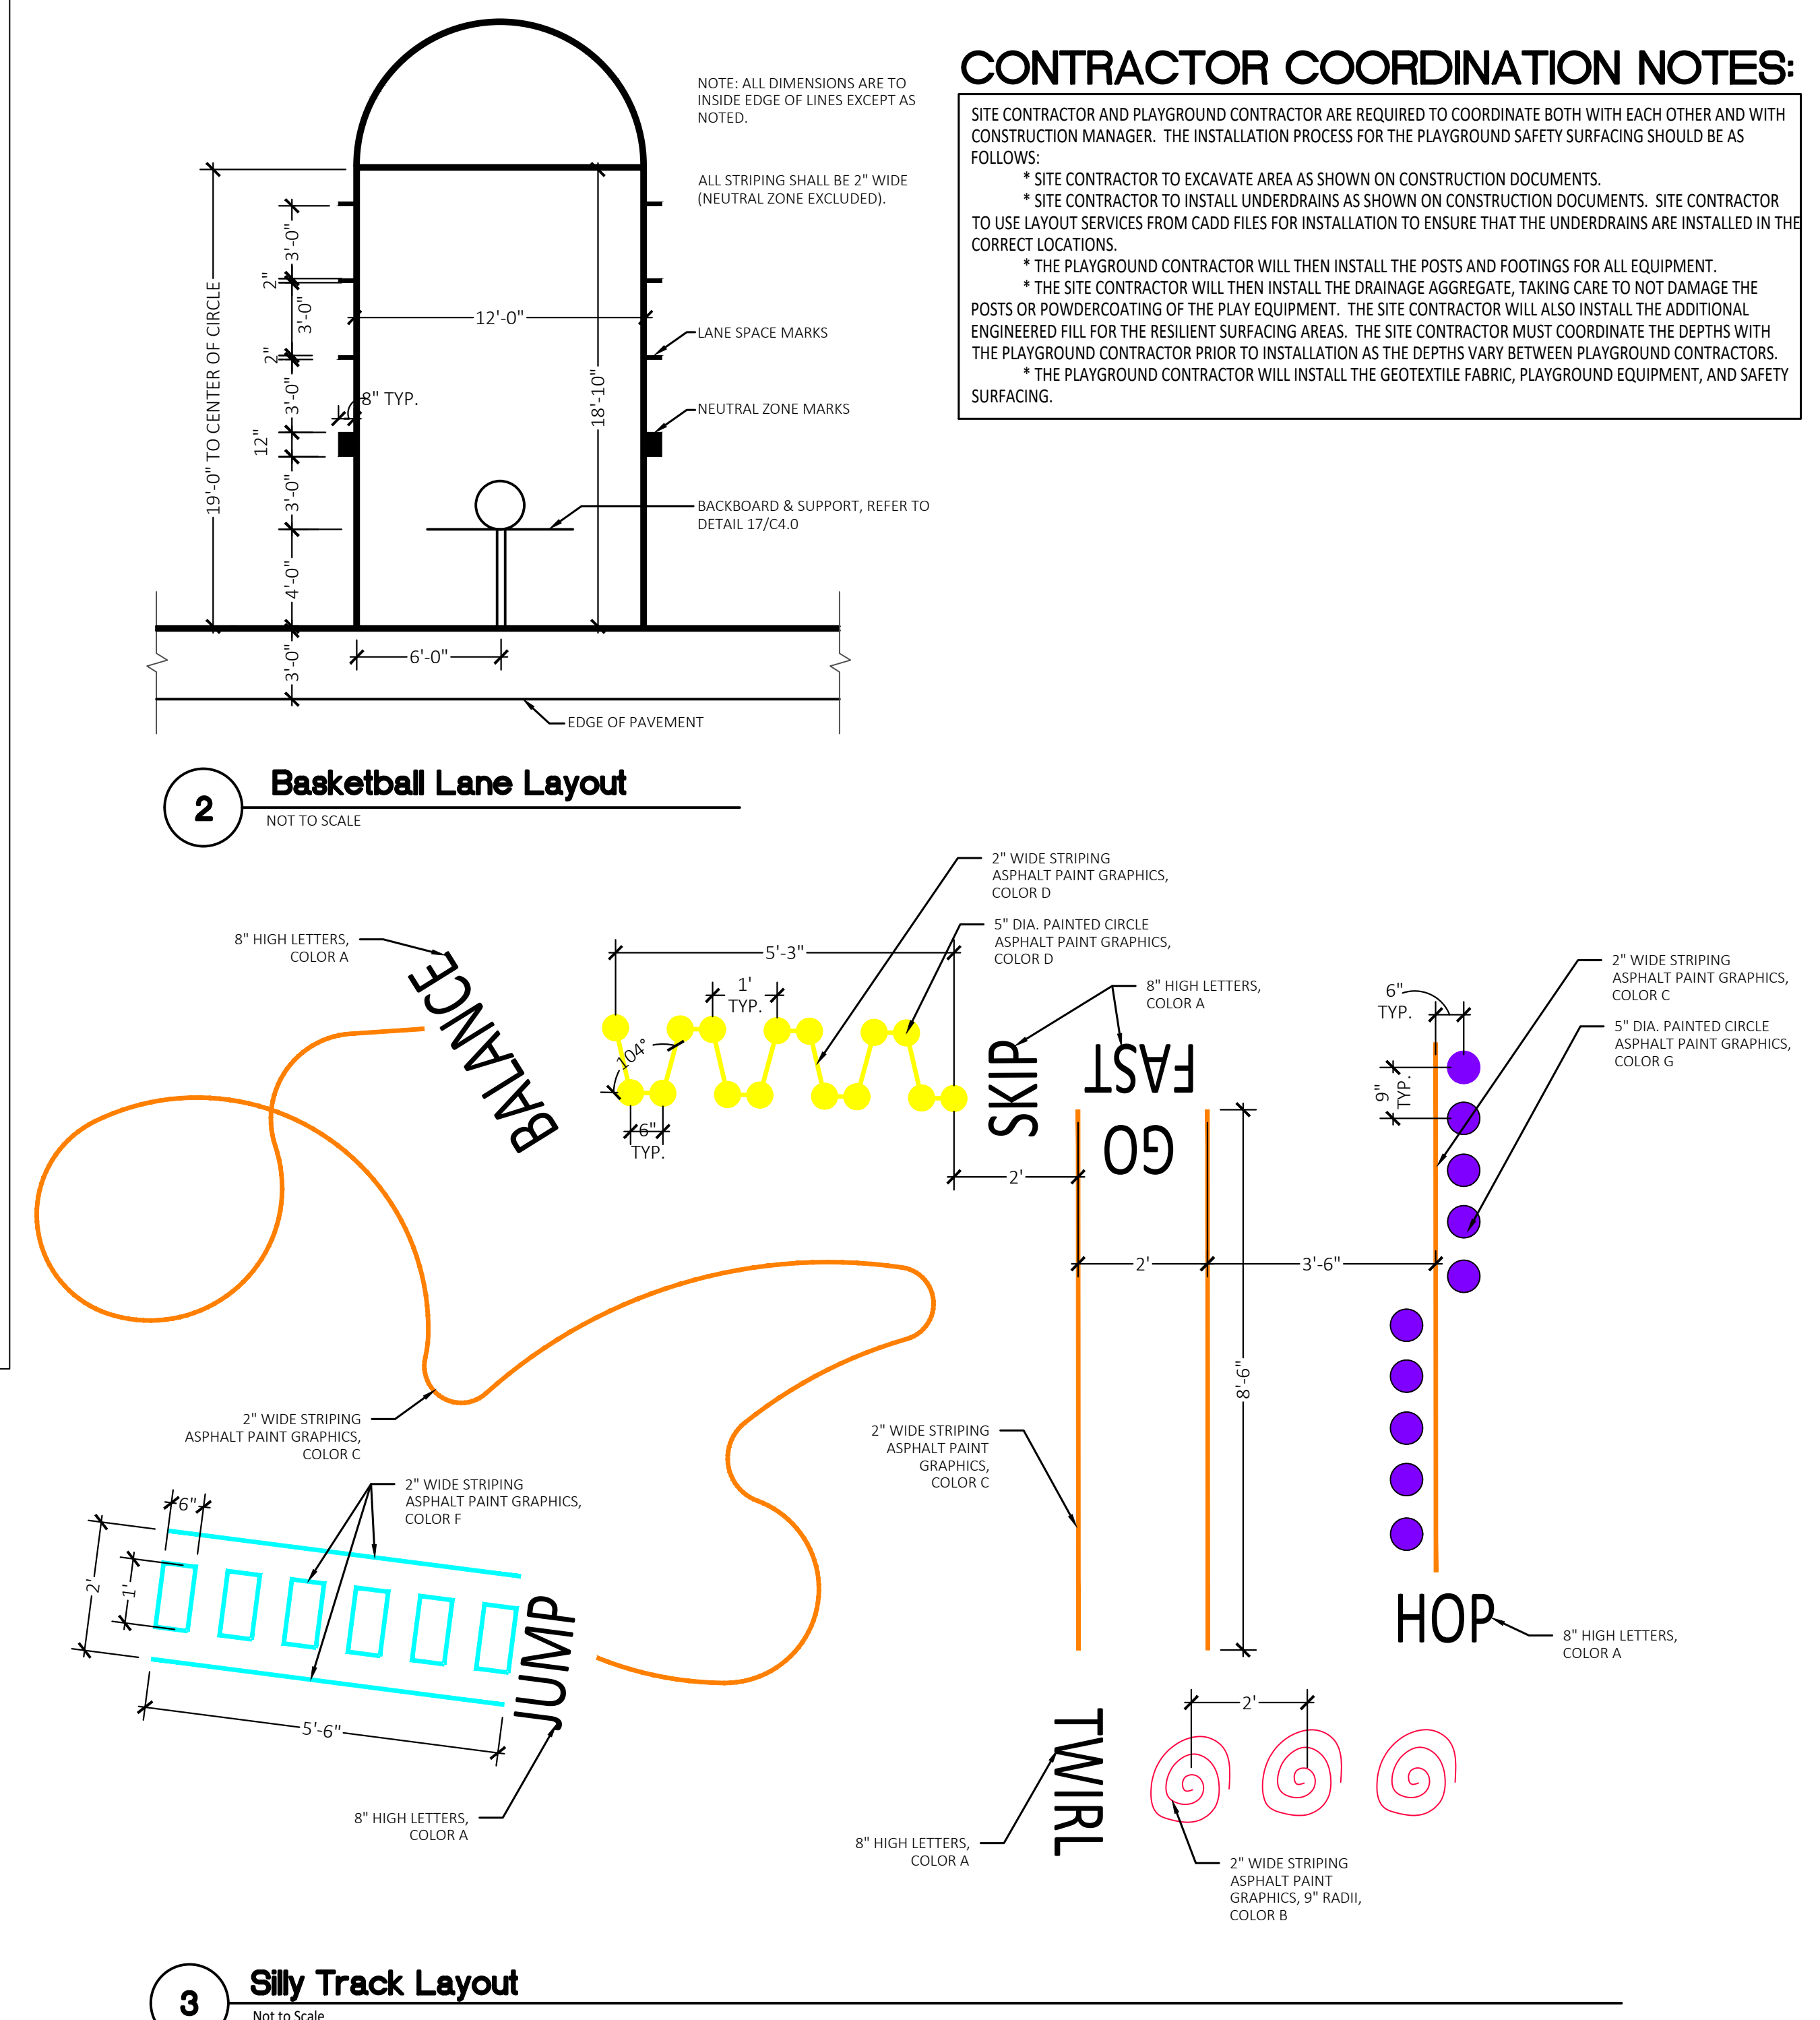 NOTE: ALL DIMENSIONS ARE TO
INSIDE EDGE OF LINES EXCEPT AS
NOTED.
ALL STRIPING SHALL BE 2" WIDE
(NEUTRAL ZONE EXCLUDED).
19'-0" TO CENTER OF CIRCLE
3'-0"
2"
3'-0"
2"
3'-0"
12"
3'-0"
4'-0"
3'-0"
12'-0"
8" TYP.
18'-10"
6'-0"
LANE SPACE MARKS
NEUTRAL ZONE MARKS
BACKBOARD & SUPPORT, REFER TO
DETAIL 17/C4.0
EDGE OF PAVEMENT
2
Basketball Lane Layout
NOT TO SCALE
CONTRACTOR COORDINATION NOTES:
SITE CONTRACTOR AND PLAYGROUND CONTRACTOR ARE REQUIRED TO COORDINATE BOTH WITH EACH OTHER AND WITH
CONSTRUCTION MANAGER. THE INSTALLATION PROCESS FOR THE PLAYGROUND SAFETY SURFACING SHOULD BE AS
FOLLOWS:
* SITE CONTRACTOR TO EXCAVATE AREA AS SHOWN ON CONSTRUCTION DOCUMENTS.
* SITE CONTRACTOR TO INSTALL UNDERDRAINS AS SHOWN ON CONSTRUCTION DOCUMENTS. SITE CONTRACTOR
TO USE LAYOUT SERVICES FROM CADD FILES FOR INSTALLATION TO ENSURE THAT THE UNDERDRAINS ARE INSTALLED IN THE
CORRECT LOCATIONS.
* THE PLAYGROUND CONTRACTOR WILL THEN INSTALL THE POSTS AND FOOTINGS FOR ALL EQUIPMENT.
* THE SITE CONTRACTOR WILL THEN INSTALL THE DRAINAGE AGGREGATE, TAKING CARE TO NOT DAMAGE THE
POSTS OR POWDERCOATING OF THE PLAY EQUIPMENT. THE SITE CONTRACTOR WILL ALSO INSTALL THE ADDITIONAL
ENGINEERED FILL FOR THE RESILIENT SURFACING AREAS. THE SITE CONTRACTOR MUST COORDINATE THE DEPTHS WITH
THE PLAYGROUND CONTRACTOR PRIOR TO INSTALLATION AS THE DEPTHS VARY BETWEEN PLAYGROUND CONTRACTORS.
* THE PLAYGROUND CONTRACTOR WILL INSTALL THE GEOTEXTILE FABRIC, PLAYGROUND EQUIPMENT, AND SAFETY
SURFACING.
8" HIGH LETTERS,
COLOR A
BALANCE
2" WIDE STRIPING
ASPHALT PAINT GRAPHICS,
COLOR D
5" DIA. PAINTED CIRCLE
ASPHALT PAINT GRAPHICS,
COLOR D
5'-3"
1'
TYP.
104°
6"
TYP.
SKIP
8" HIGH LETTERS,
COLOR A
GO
FAST
2'
2'
3'-6"
8'-6"
6"
TYP.
9"
TYP.
2" WIDE STRIPING
ASPHALT PAINT GRAPHICS,
COLOR C
5" DIA. PAINTED CIRCLE
ASPHALT PAINT GRAPHICS,
COLOR G
2" WIDE STRIPING
ASPHALT PAINT GRAPHICS,
COLOR C
2" WIDE STRIPING
ASPHALT PAINT
GRAPHICS,
COLOR C
HOP
8" HIGH LETTERS,
COLOR A
2" WIDE STRIPING
ASPHALT PAINT GRAPHICS,
COLOR F
6"
2'
1'
5'-6"
JUMP
8" HIGH LETTERS,
COLOR A
TWIRL
8" HIGH LETTERS,
COLOR A
2'
2" WIDE STRIPING
ASPHALT PAINT
GRAPHICS, 9" RADII,
COLOR B
3
Silly Track Layout
Not to Scale